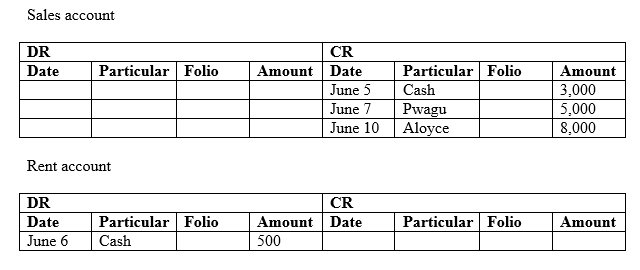 Sales account
DR CR
Date Particular Folio Amount Date Particular Folio Amount
June 5 Cash 3,000
June 7 Pwagu 5,000
June 10 Aloyce 8,000
Rent account
DR CR
Date Particular Folio Amount Date Particular Folio Amount
June 6 Cash 500